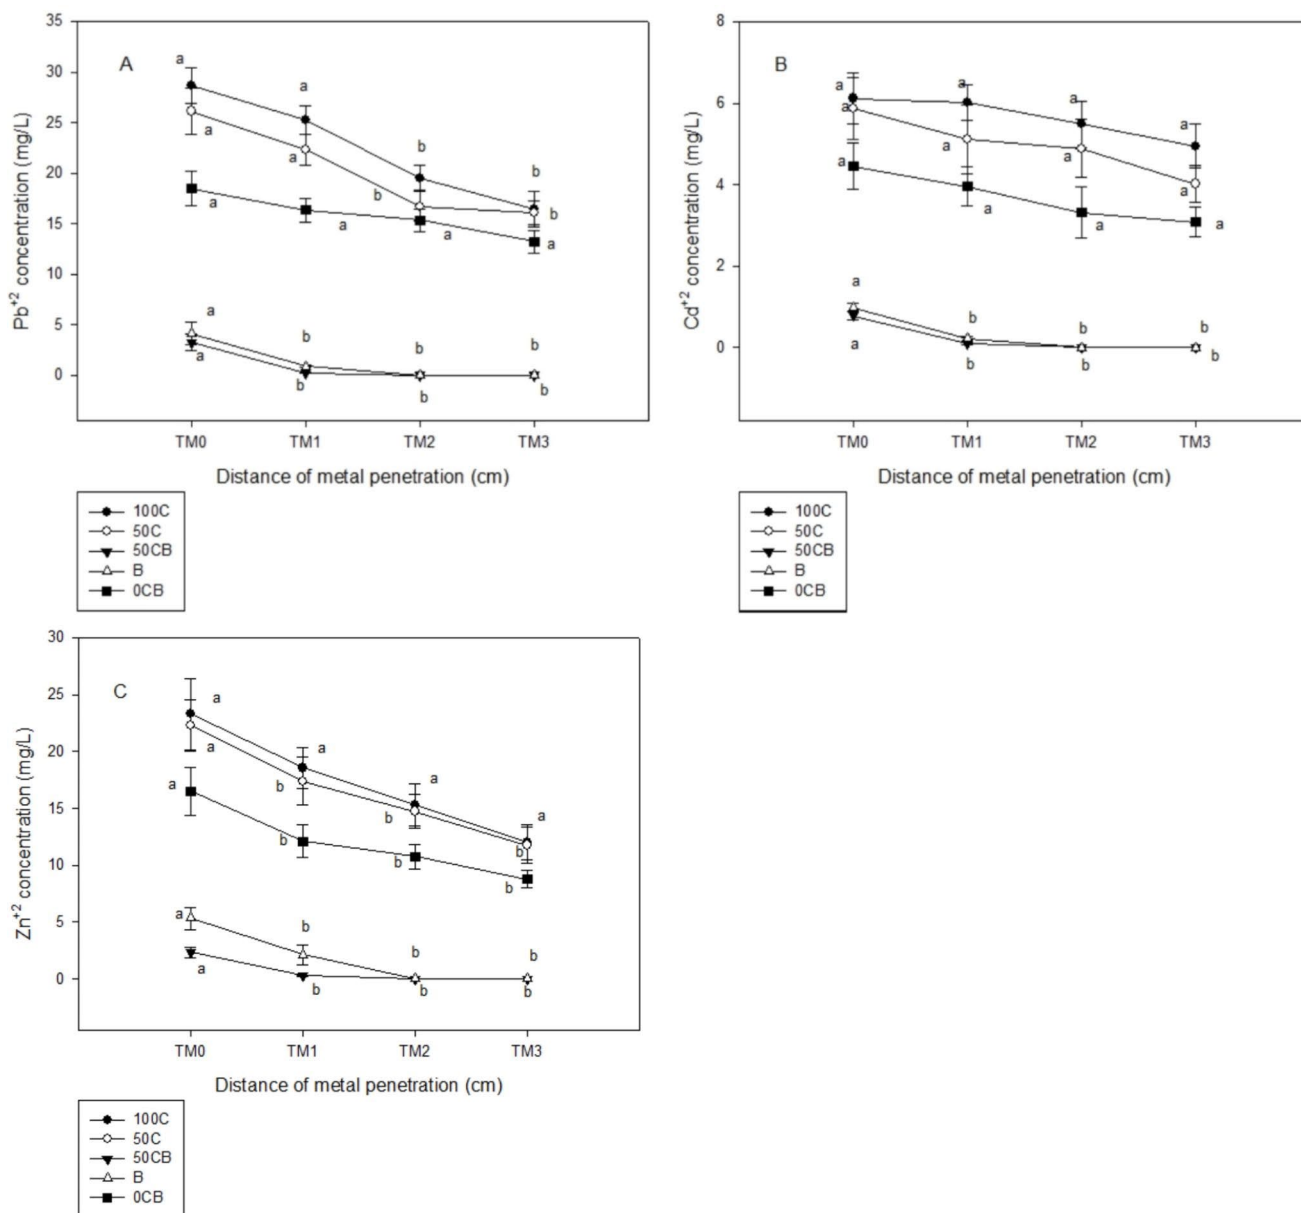 A
35
30
25
20
15
10
5
0
Pb+2 concentration (mg/L)
a
a
b
b
a
a
b
b
a
a
a
a
a
b
b
b
a
b
b
b
TM0 TM1 TM2 TM3
Distance of metal penetration (cm)
100C
50C
50CB
B
0CB
B
8
6
4
2
0
Cd+2 concentration (mg/L)
a
a
a
a
a
a
a
a
a
a
a
a
a
b
b
b
a
b
b
b
TM0 TM1 TM2 TM3
Distance of metal penetration (cm)
100C
50C
50CB
B
0CB
C
30
25
20
15
10
5
0
Zn+2 concentration (mg/L)
a
a
a
a
a
b
b
b
a
b
b
b
a
b
b
b
a
b
b
b
TM0 TM1 TM2 TM3
Distance of metal penetration (cm)
100C
50C
50CB
B
0CB